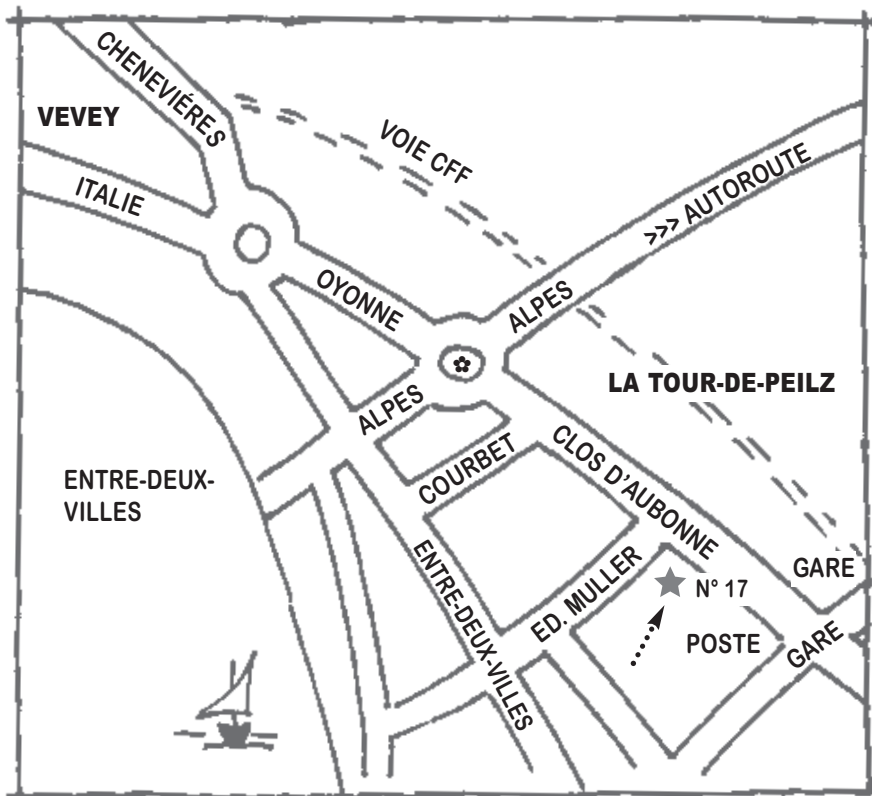 CHENEVIÉRES
VEVEY
VOIE CFF
ITALIE
>>> AUTOROUTE
OYONNE
ALPES
LA TOUR-DE-PEILZ
ALPES
CLOS D'AUBONNE
COURBET
ENTRE-DEUX-
VILLES
ENTRE-DEUX-VILLES
ED. MULLER
GARE
N° 17
POSTE
GARE